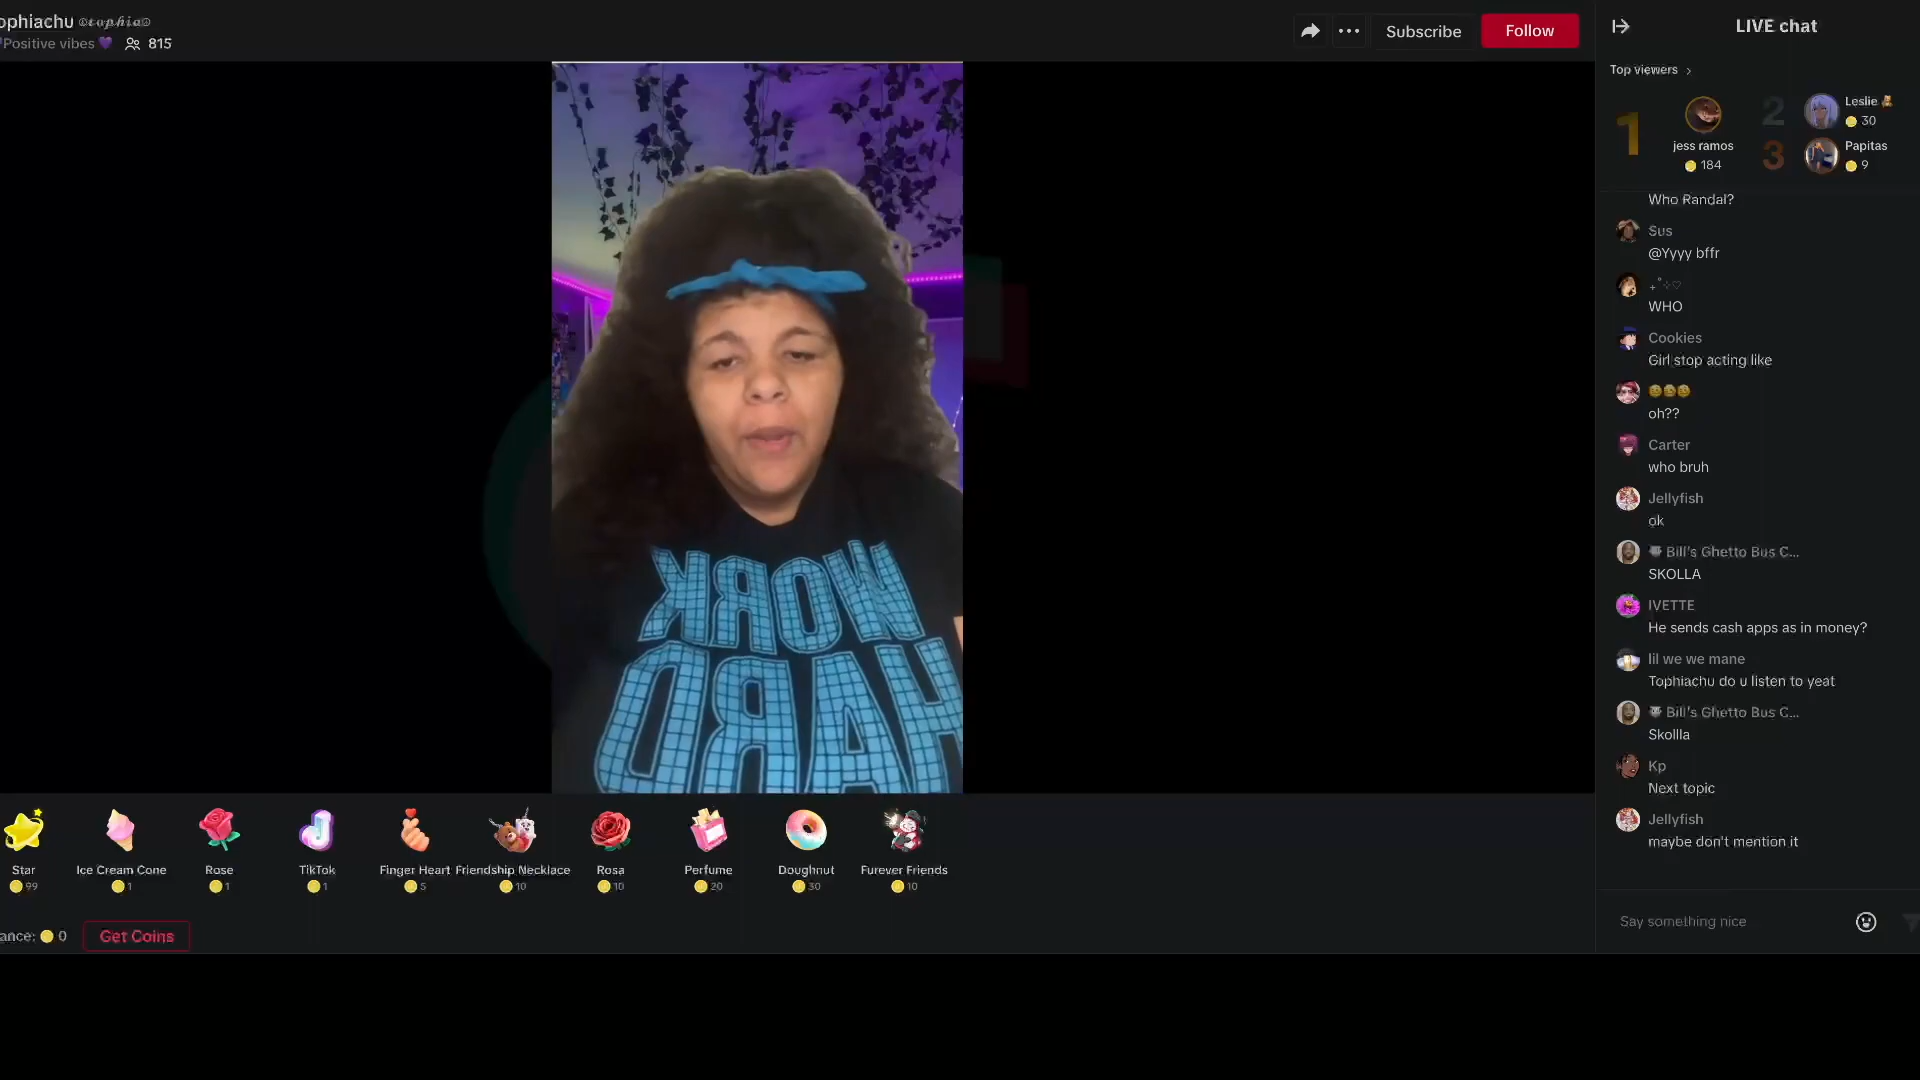 ophiachu @tophia
Positive vibes 💜 815
Subscribe
Follow
LIVE chat
Top viewers >
1
jess ramos
184
2
Leslie 🧸
30
3
Papitas
9
Who Randal?
Sus
@Yyyy bffr
WHO
Cookies
Girl stop acting like
oh??
Carter
who bruh
Jellyfish
ok
Bill's Ghetto Bus C...
SKOLLA
IVETTE
He sends cash apps as in money?
lil we we mane
Tophiachu do u listen to yeat
Bill's Ghetto Bus C...
Skollla
Kp
Next topic
Jellyfish
maybe don't mention it
Say something nice
WORK
HARD
Star
99
Ice Cream Cone
1
Rose
1
TikTok
1
Finger Heart
5
Friendship Necklace
10
Rosa
10
Perfume
20
Doughnut
30
Furever Friends
10
ance: 0
Get Coins